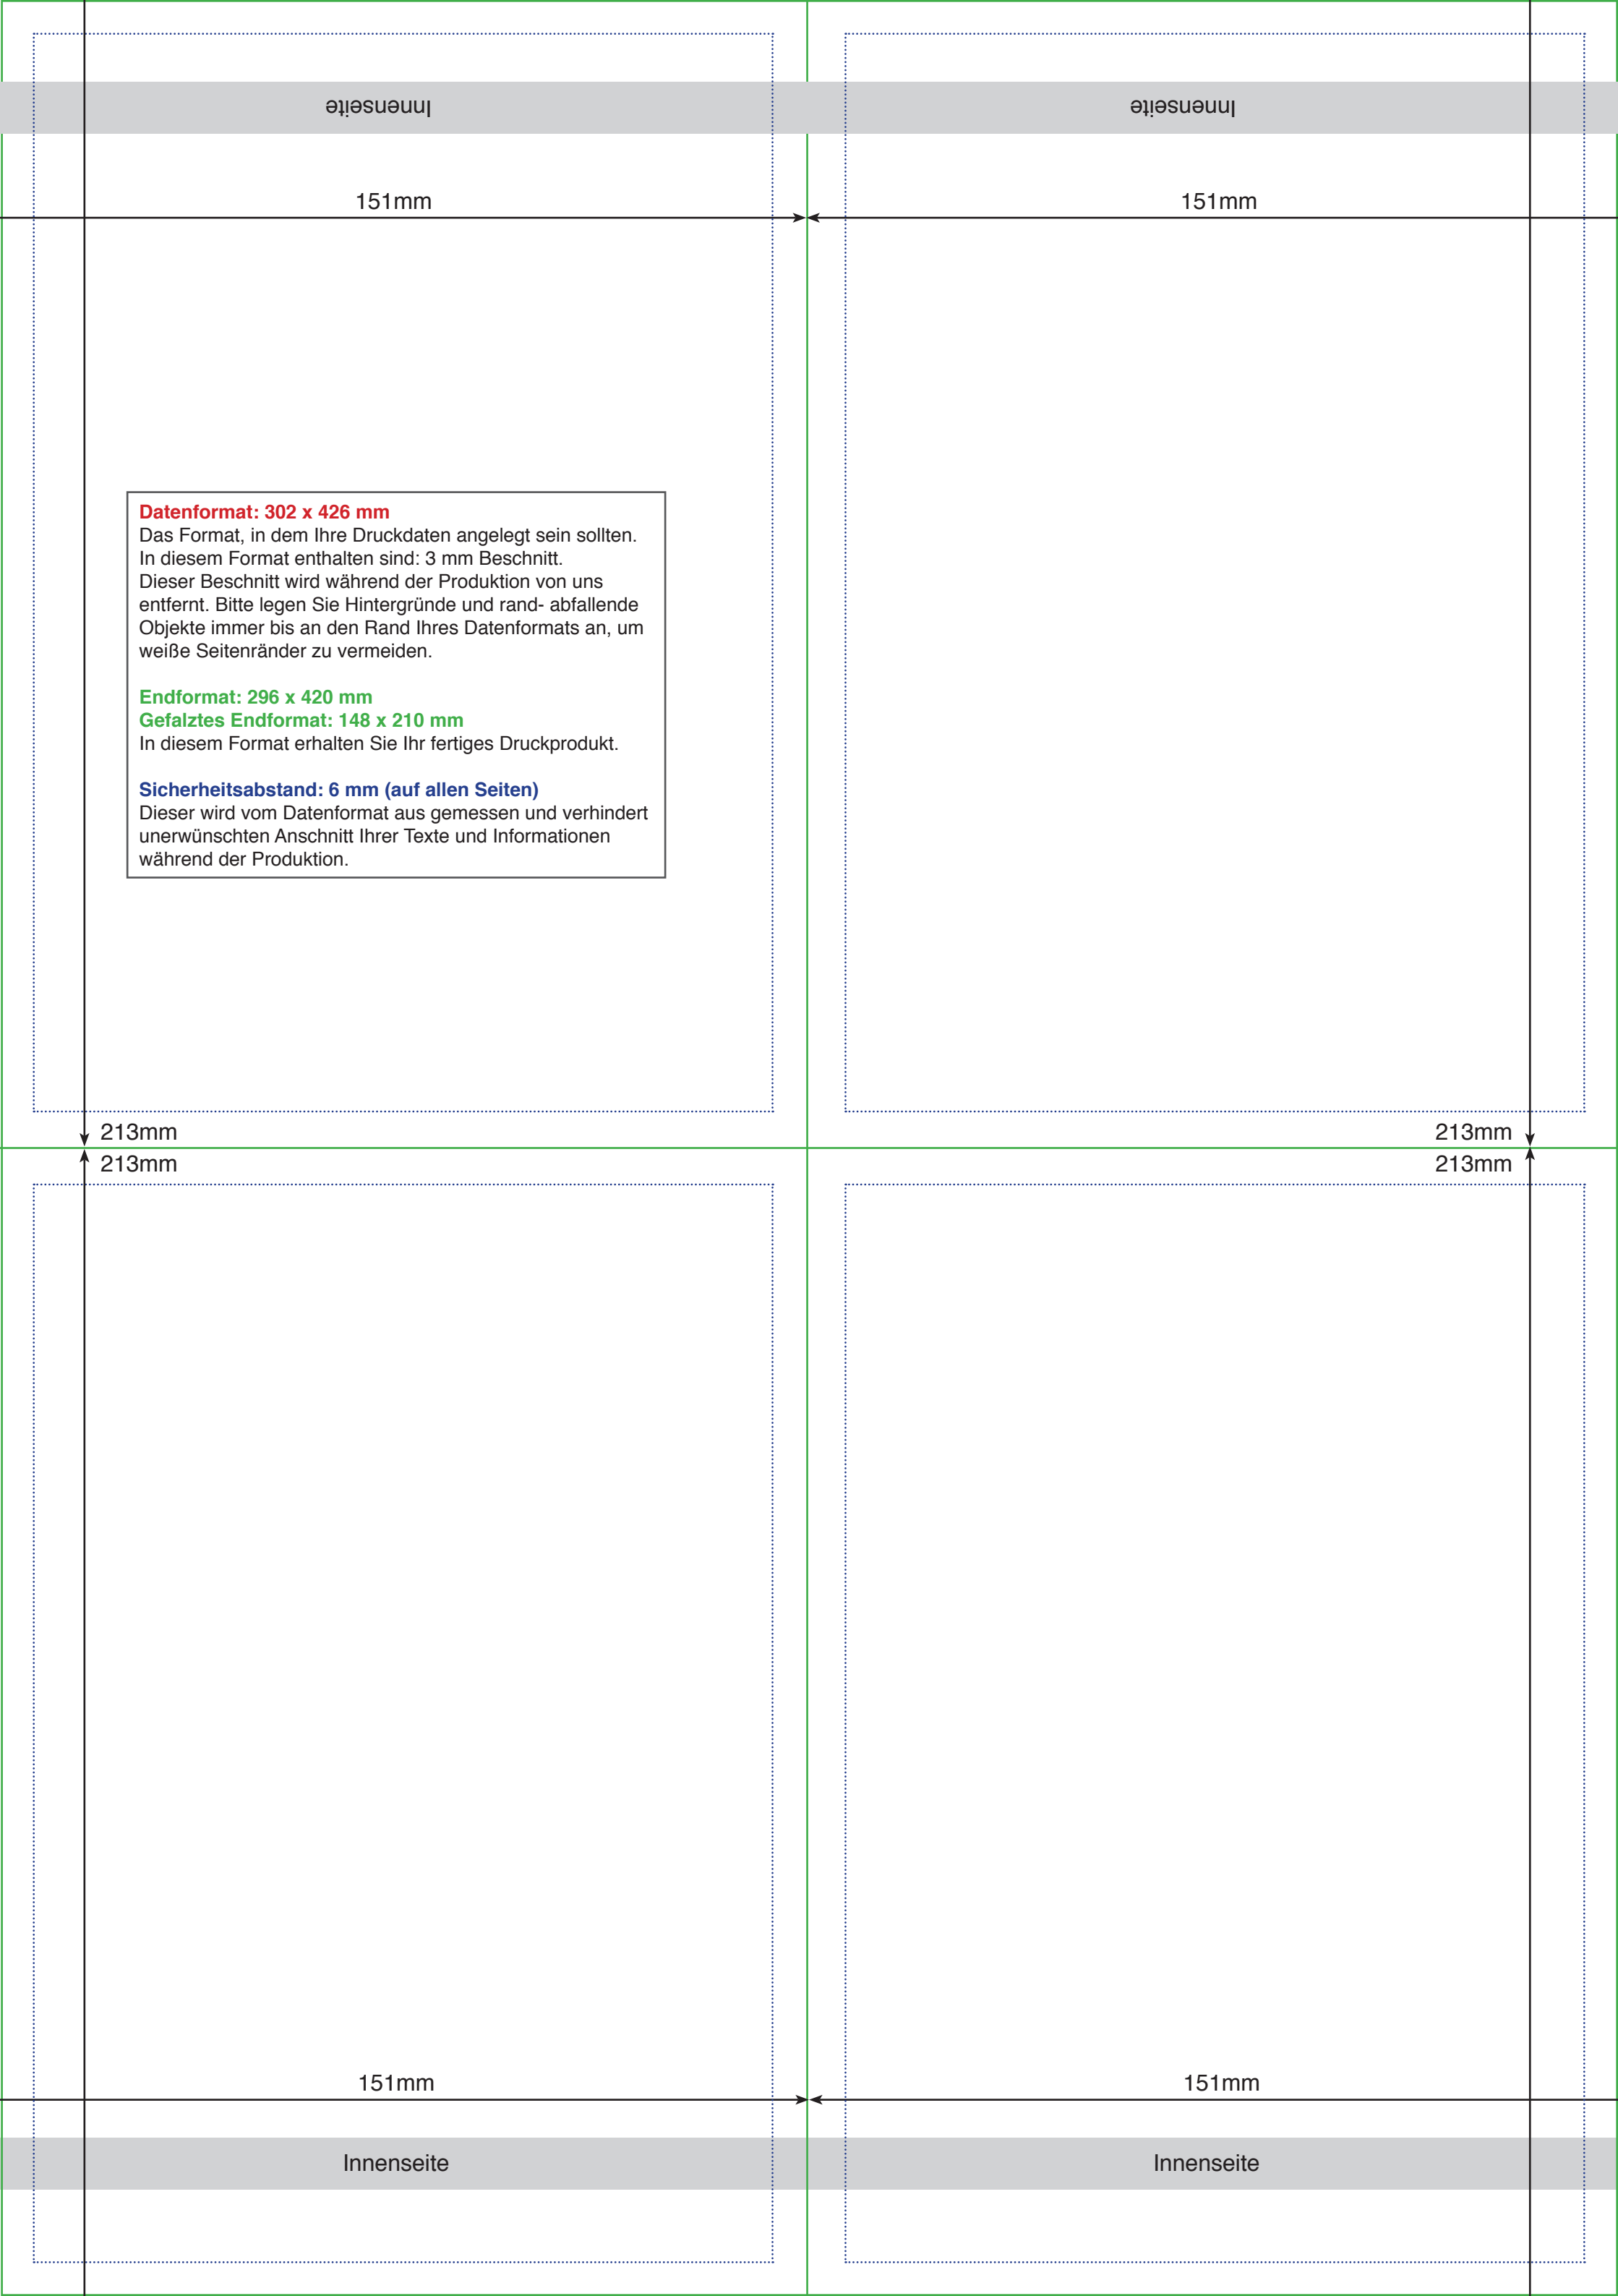 Innenseite
Innenseite
151mm
151mm
Datenformat: 302 x 426 mm
Das Format, in dem Ihre Druckdaten angelegt sein sollten.
In diesem Format enthalten sind: 3 mm Beschnitt.
Dieser Beschnitt wird während der Produktion von uns
entfernt. Bitte legen Sie Hintergründe und rand- abfallende
Objekte immer bis an den Rand Ihres Datenformats an, um
weiße Seitenränder zu vermeiden.
Endformat: 296 x 420 mm
Gefalztes Endformat: 148 x 210 mm
In diesem Format erhalten Sie Ihr fertiges Druckprodukt.
Sicherheitsabstand: 6 mm (auf allen Seiten)
Dieser wird vom Datenformat aus gemessen und verhindert
unerwünschten Anschnitt Ihrer Texte und Informationen
während der Produktion.
213mm
213mm
213mm
213mm
151mm
151mm
Innenseite
Innenseite